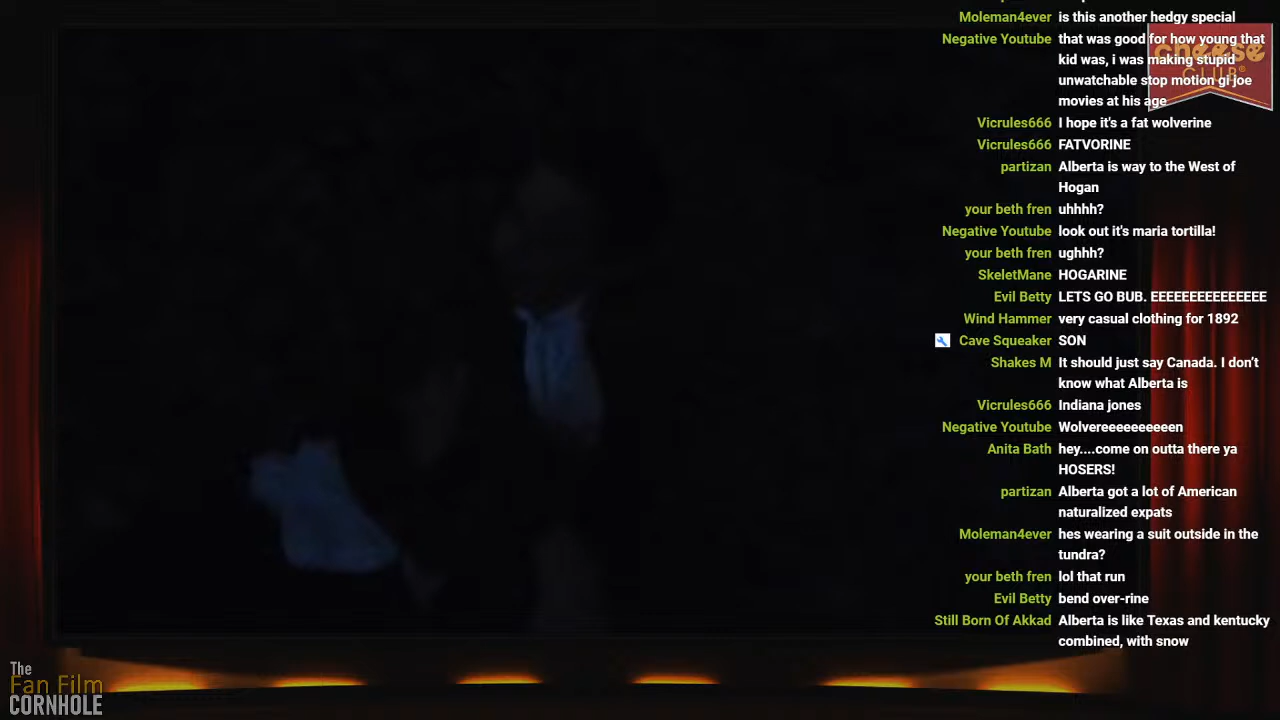 Moleman4ever is this another hedgy special
Negative Youtube that was good for how young that
kid was, i was making stupid
unwatchable stop motion gi joe
movies at his age
Vicrules666 I hope it's a fat wolverine
Vicrules666 FATVORINE
partizan Alberta is way to the West of
Hogan
your beth fren uhhhh?
Negative Youtube look out it's maria tortilla!
your beth fren ughhh?
SkeletMane HOGARINE
Evil Betty LETS GO BUB. EEEEEEEEEEEEEEE
Wind Hammer very casual clothing for 1892
Cave Squeaker SON
Shakes M It should just say Canada. I don't
know what Alberta is
Vicrules666 Indiana jones
Negative Youtube Wolvereeeeeeeeeen
Anita Bath hey....come on outta there ya
HOSERS!
partizan Alberta got a lot of American
naturalized expats
Moleman4ever hes wearing a suit outside in the
tundra?
your beth fren lol that run
Evil Betty bend over-rine
Still Born Of Akkad Alberta is like Texas and kentucky
combined, with snow
cheese
CLUB®
The
Fan Film
CORNHOLE